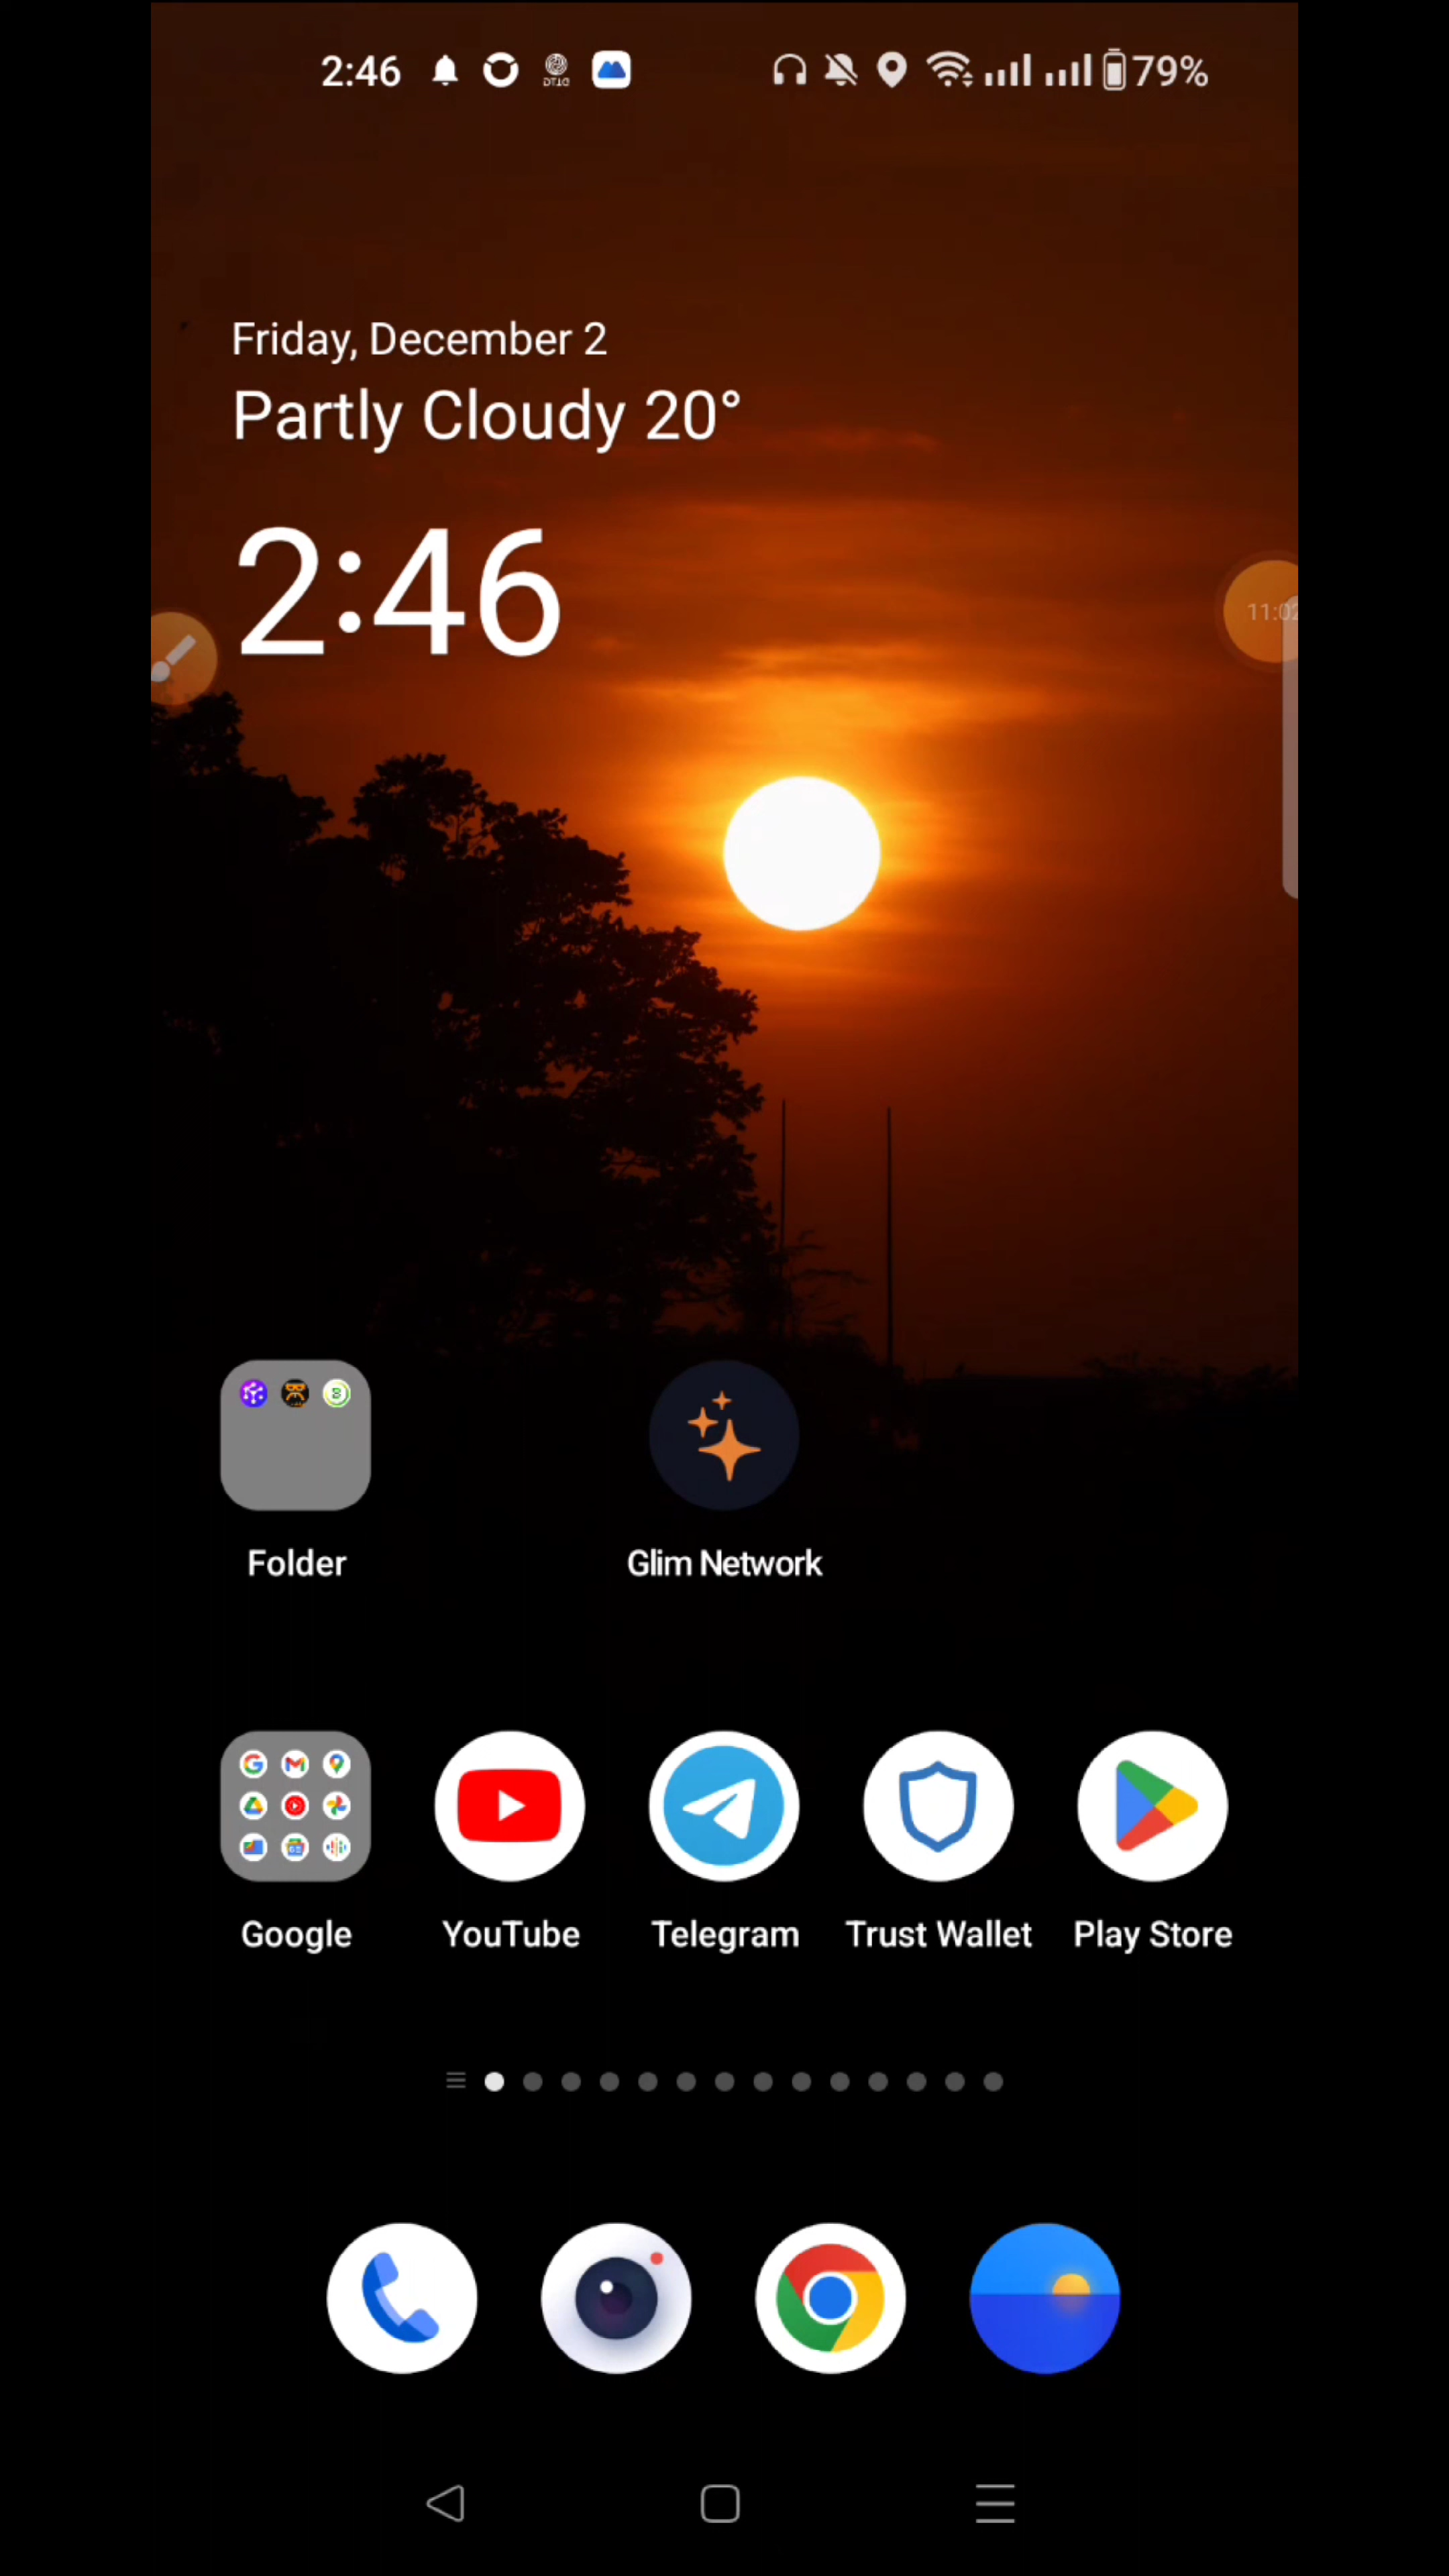 2:46
79%
Friday, December 2
Partly Cloudy 20°
2:46
Folder
Glim Network
Google
YouTube
Telegram
Trust Wallet
Play Store